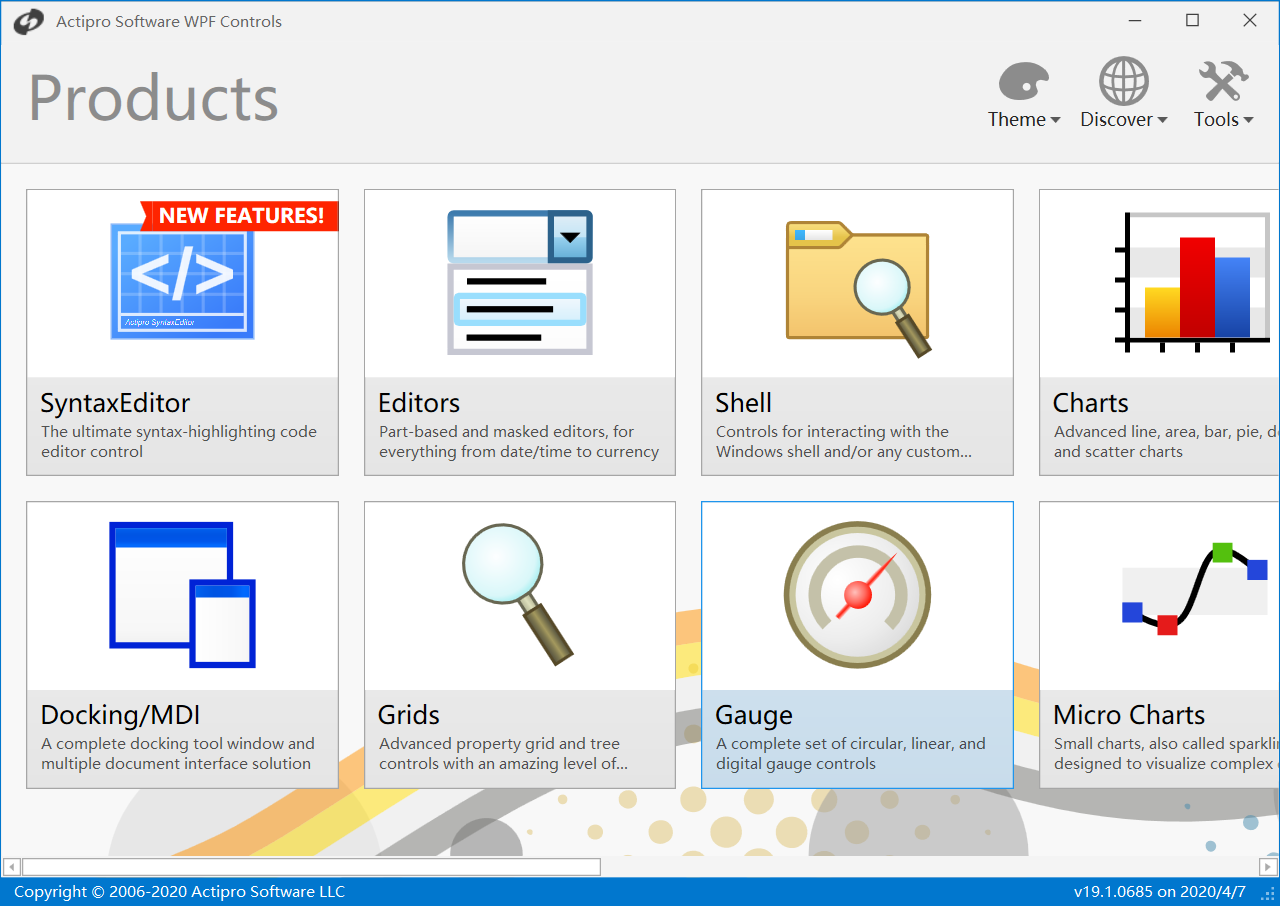 Actipro Software WPF Controls
Products
Theme
Discover
Tools
NEW FEATURES!
</>
Actipro SyntaxEditor
SyntaxEditor
The ultimate syntax-highlighting code
editor control
Editors
Part-based and masked editors, for
everything from date/time to currency
Shell
Controls for interacting with the
Windows shell and/or any custom...
Charts
Advanced line, area, bar, pie,
and scatter charts
Docking/MDI
A complete docking tool window and
multiple document interface solution
Grids
Advanced property grid and tree
controls with an amazing level of...
Gauge
A complete set of circular, linear, and
digital gauge controls
Micro Charts
Small charts, also called
designed to visualize complex
Copyright © 2006-2020 Actipro Software LLC
v19.1.0685 on 2020/4/7